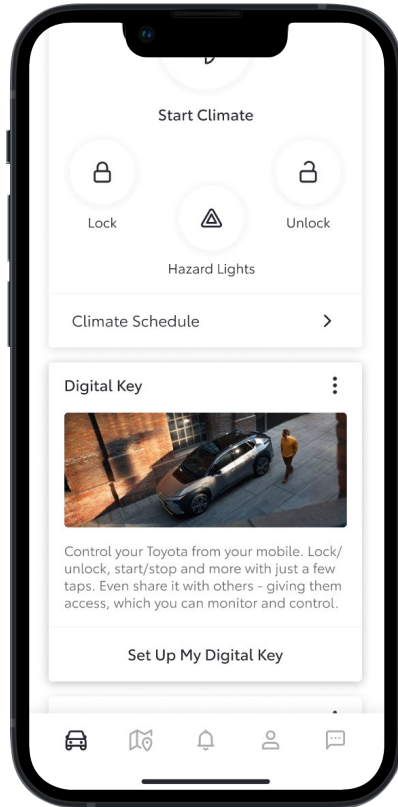 Start Climate
Lock
Unlock
Hazard Lights
Climate Schedule
Digital Key
Control your Toyota from your mobile. Lock/
unlock, start/stop and more with just a few
taps. Even share it with others - giving them
access, which you can monitor and control.
Set Up My Digital Key